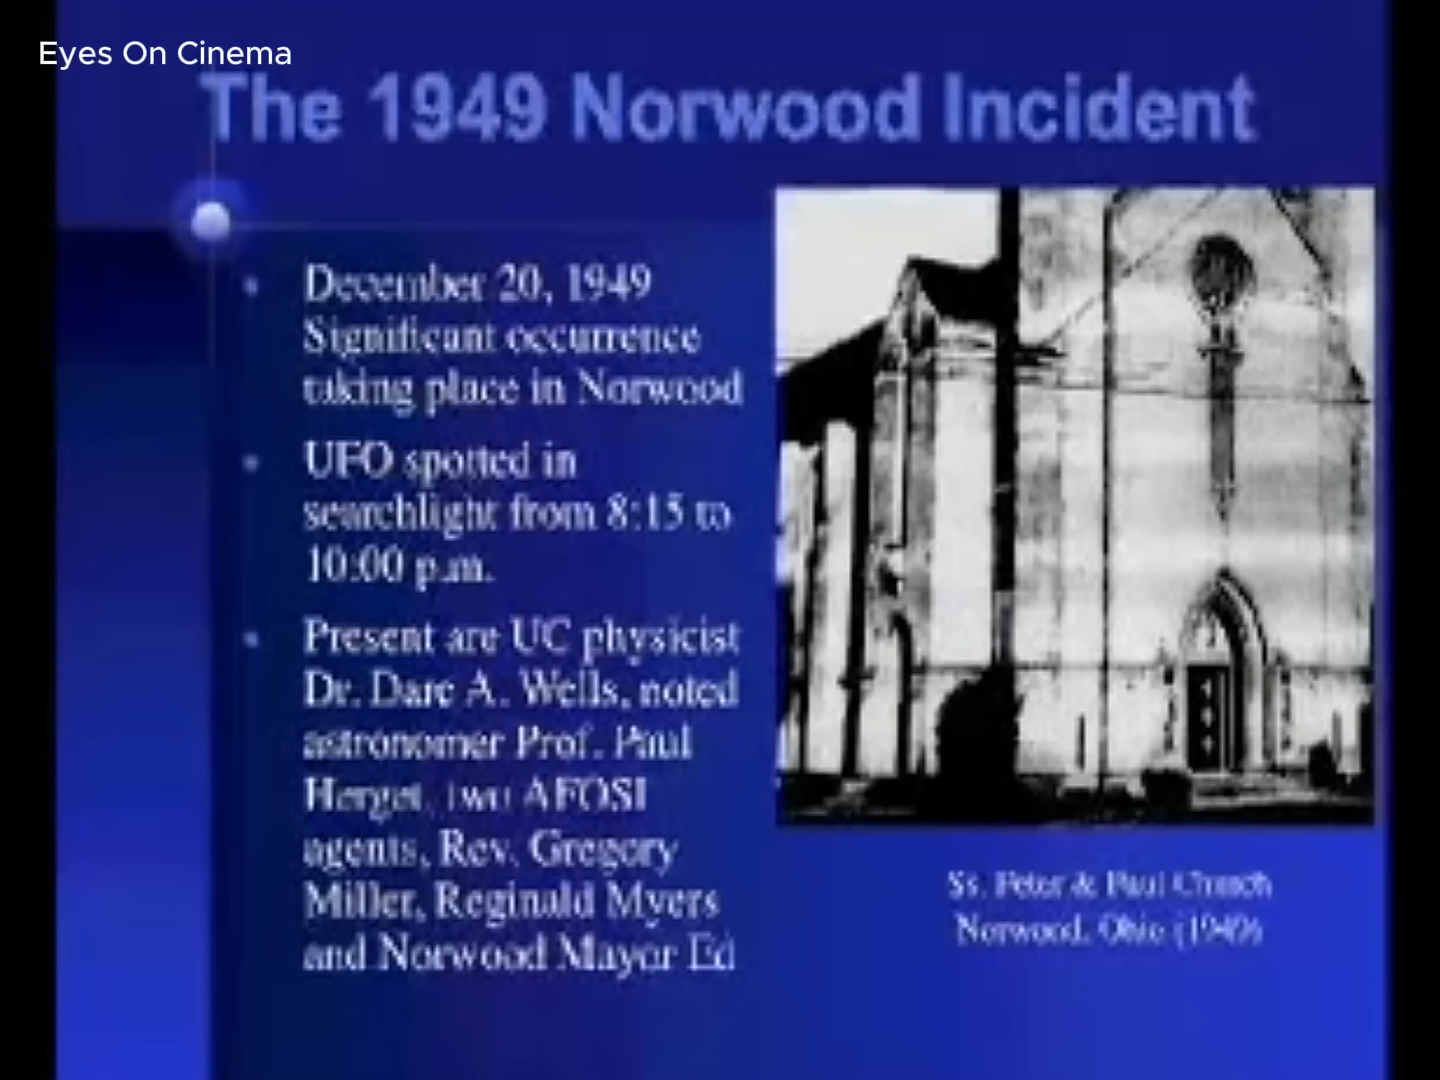 Eyes On Cinema
The 1949 Norwood Incident
December 20, 1949
Significant occurrence
taking place in Norwood
UFO spotted in
searchlight from 8:15 to
10:00 p.m.
Present are UC physicist
Dr. Dare A. Wells, noted
astronomer Prof. Paul
Herget, two AFOSI
agents, Rev. Gregory
Miller, Reginald Myers
and Norwood Mayor Ed
Ss. Peter & Paul Church
Norwood, Ohio (1949)